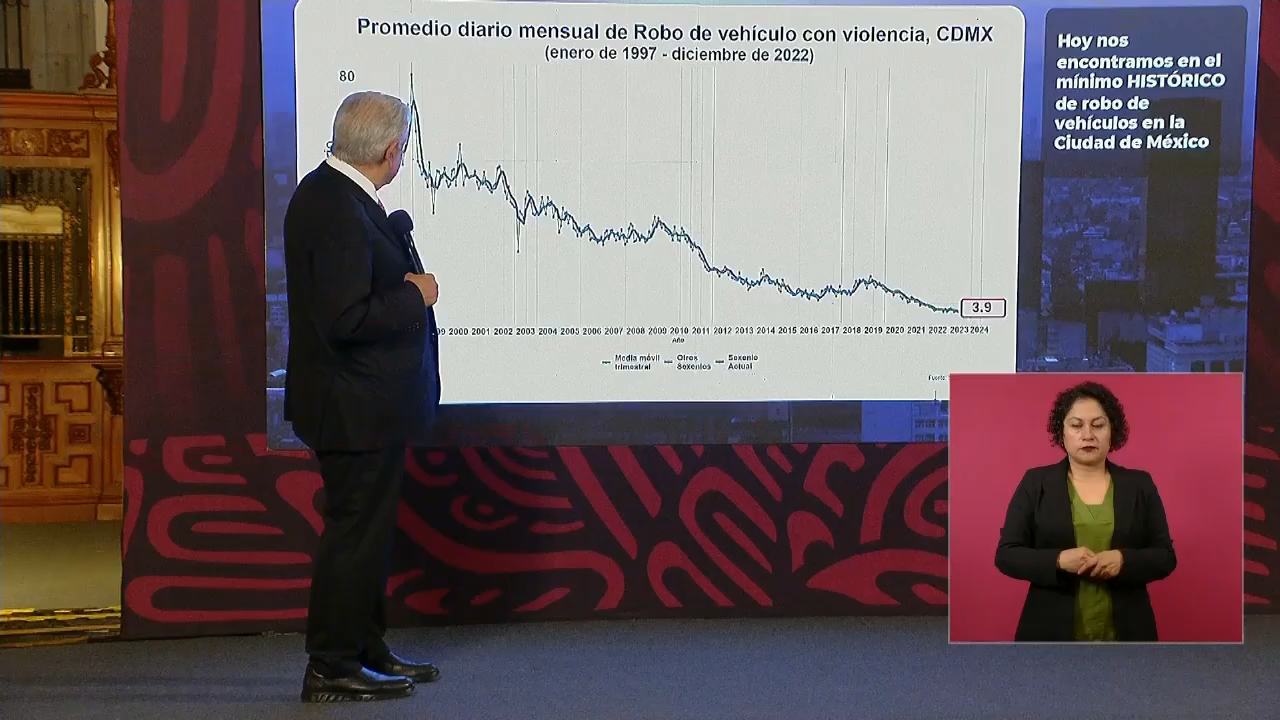 Promedio diario mensual de Robo de vehículo con violencia, CDMX
(enero de 1997 - diciembre de 2022)
80
3.9
2000 2001 2002 2003 2004 2005 2006 2007 2008 2009 2010 2011 2012 2013 2014 2015 2016 2017 2018 2019 2020 2021 2022 2023 2024
Año
Media móvil trimestral
Otros Sexenios
Sexenio Actual
Fuente:
Hoy nos
encontramos en el
mínimo HISTÓRICO
de robo de
vehículos en la
Ciudad de México